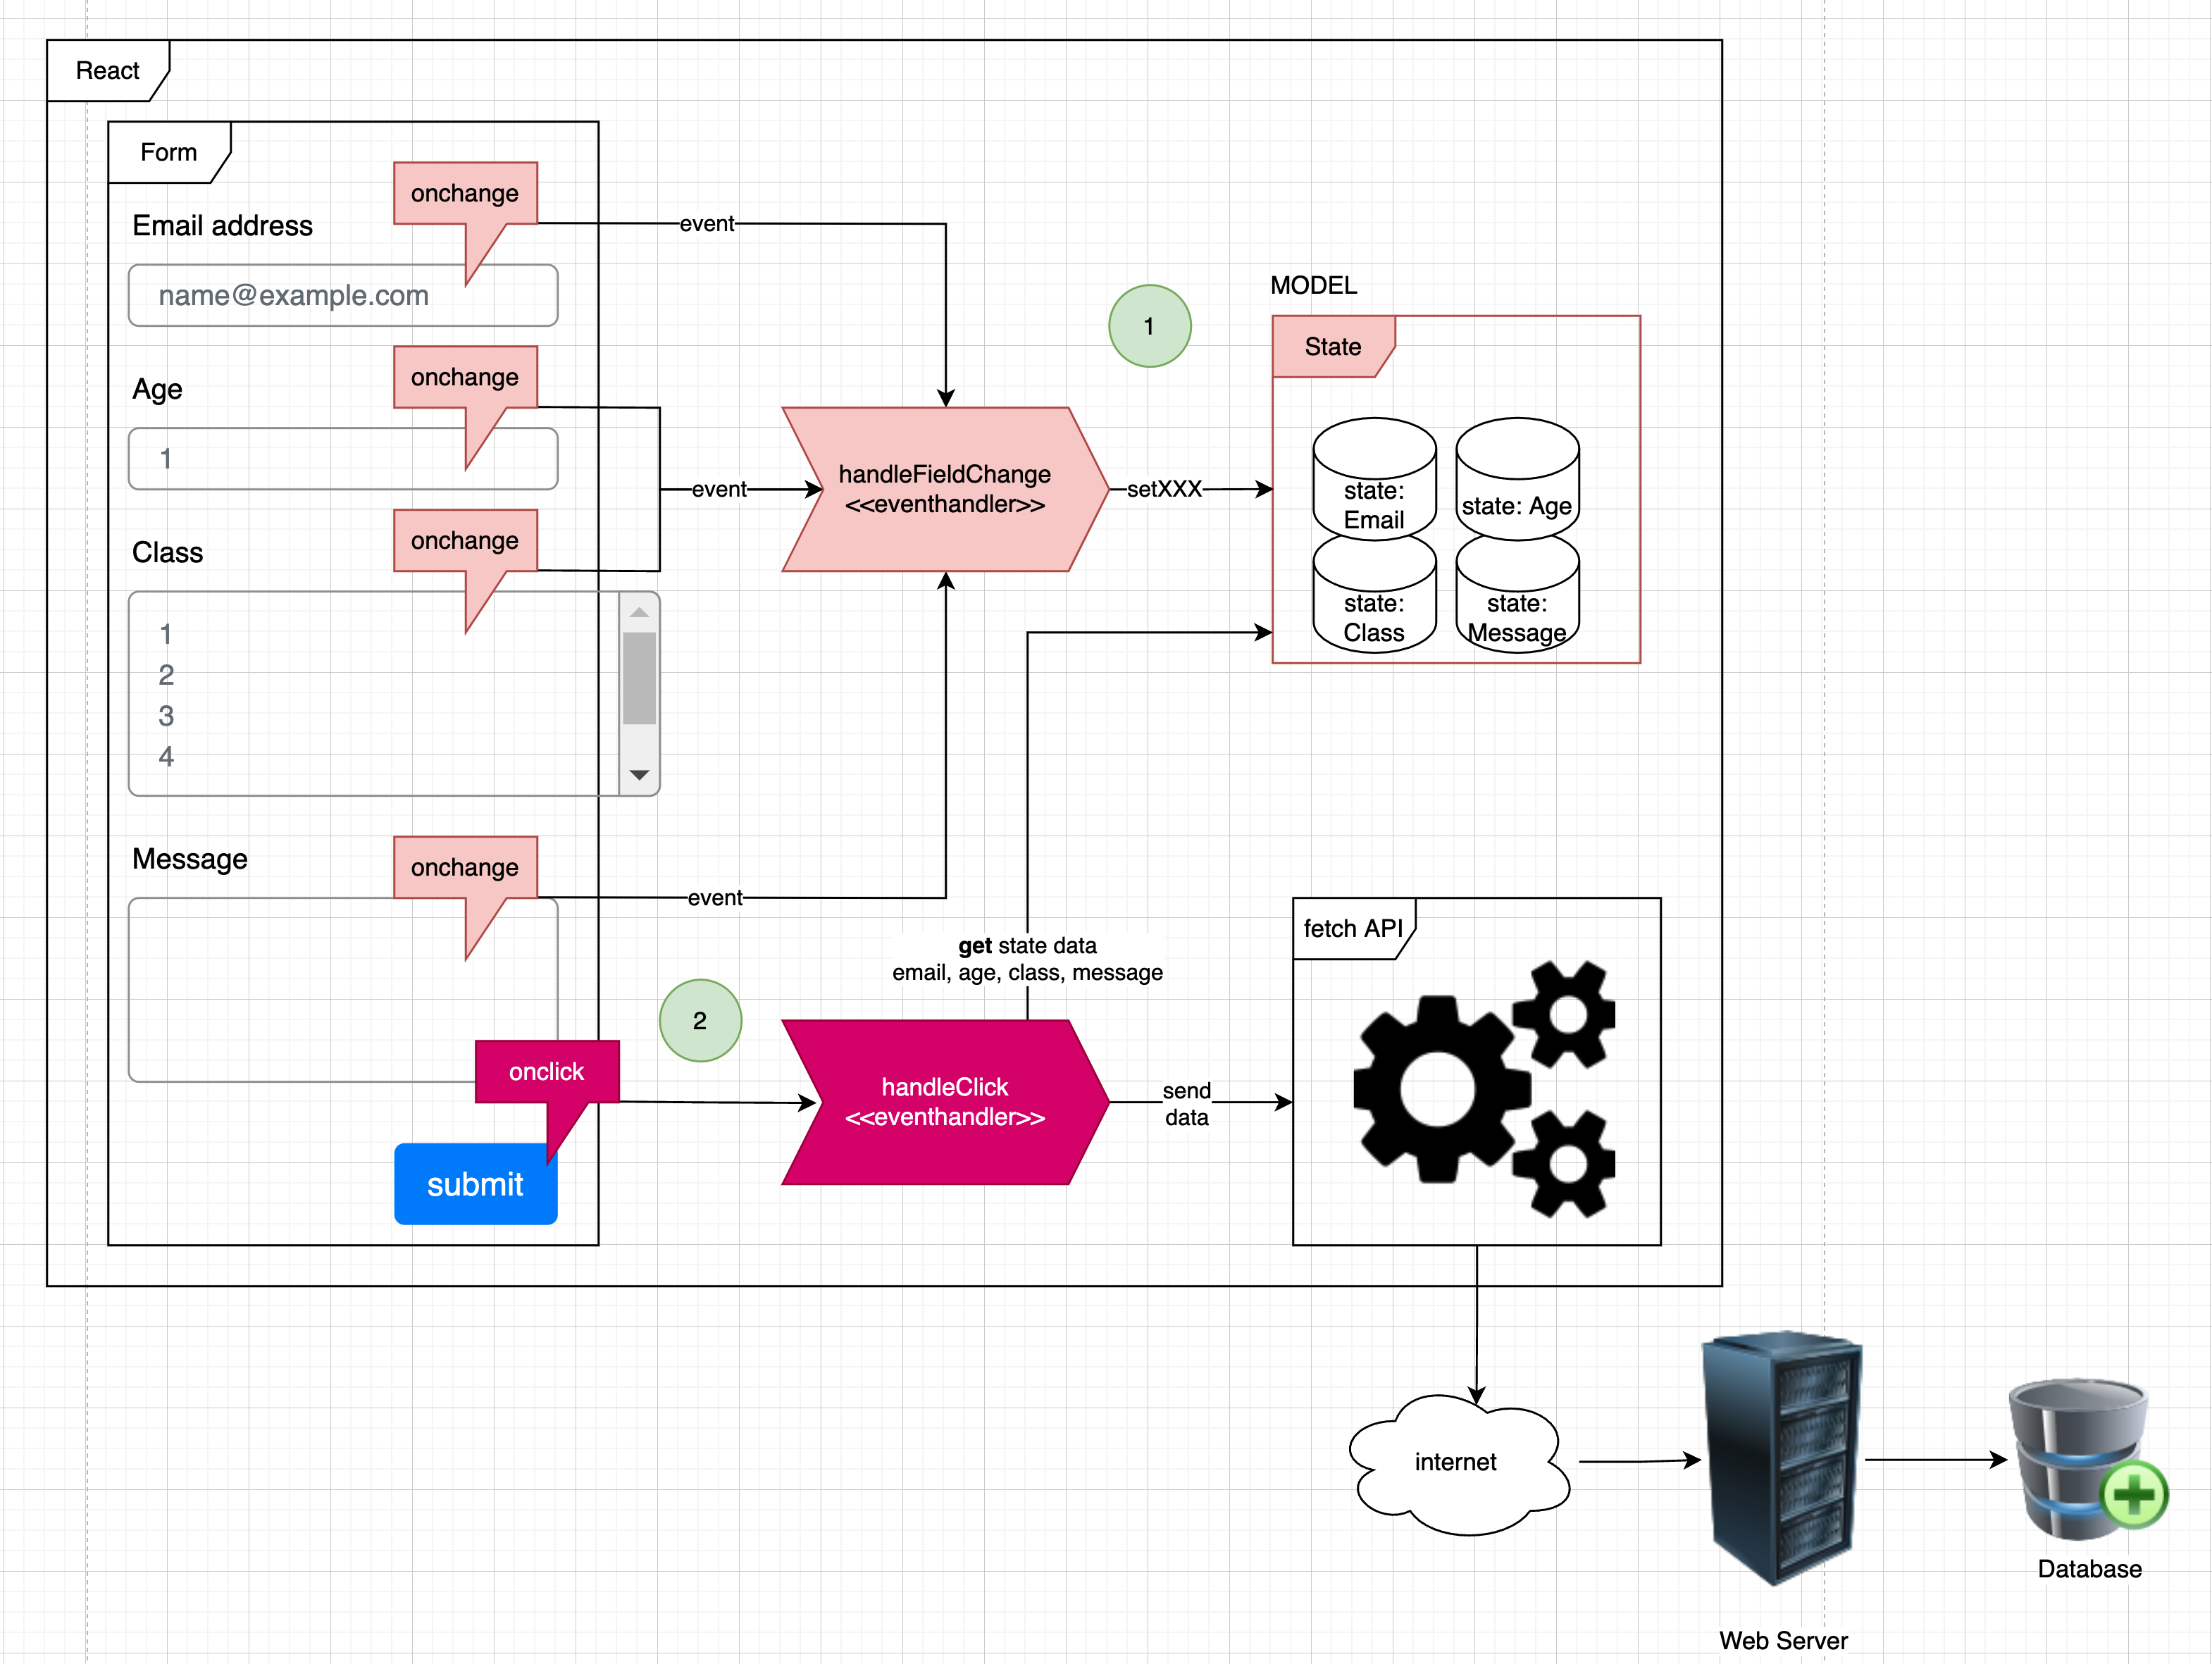 React
Form
onchange
Email address
event
name@example.com
MODEL
1
State
onchange
Age
1
handleFieldChange
<<eventhandler>>
event
setXXX
state:
Email
state: Age
onchange
Class
state:
Class
state:
Message
1
2
3
4
onchange
Message
event
get state data
email, age, class, message
fetch API
2
onclick
handleClick
<<eventhandler>>
send
data
submit
internet
Database
Web Server